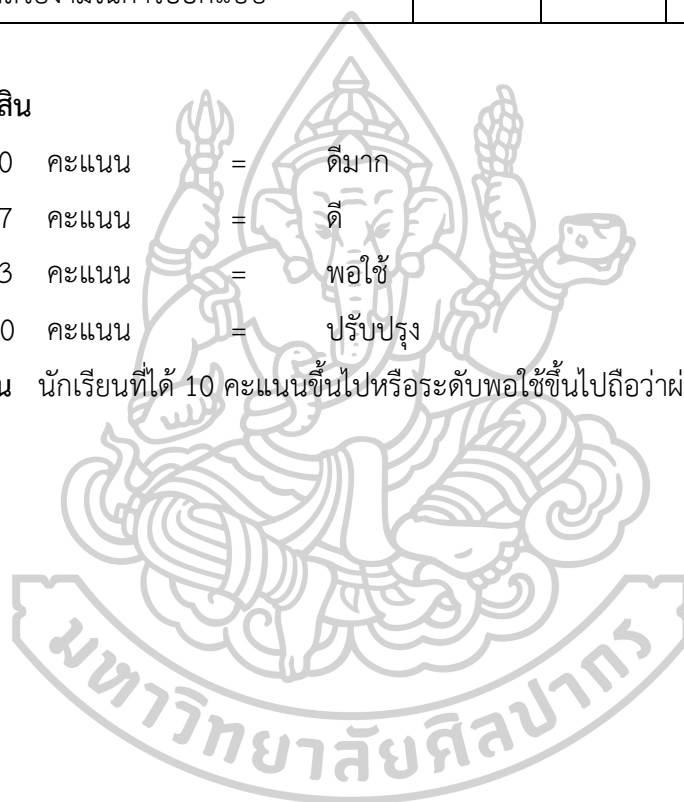 สิน
0 คะแนน = ดีมาก
7 คะแนน = ดี
3 คะแนน = พอใช้
0 คะแนน = ปรับปรุง
น นักเรียนที่ได้ 10 คะแนนขึ้นไปหรือระดับพอใช้ขึ้นไปถือว่าผ่
มหาวิทยาลัยศิลปากร